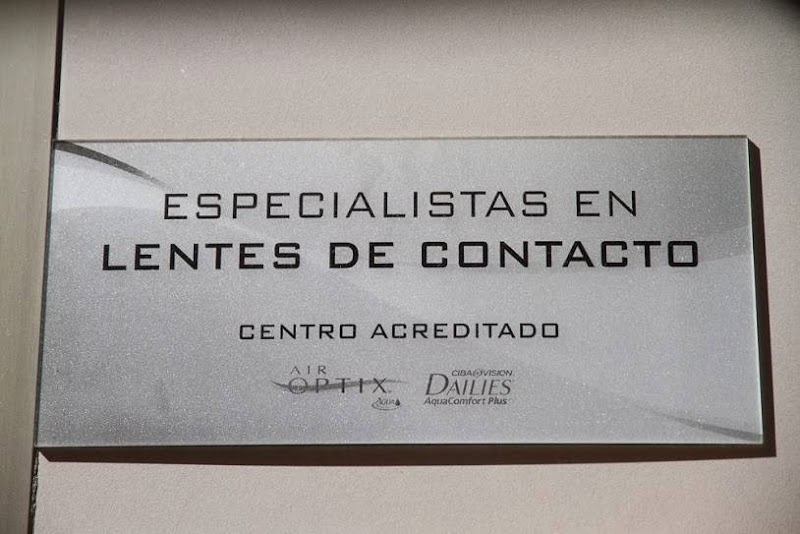 ESPECIALISTAS EN
LENTES DE CONTACTO
CENTRO ACREDITADO
AIR
OPTIX
AQUA
CIBA VISION
DAILIES
AquaComfort Plus